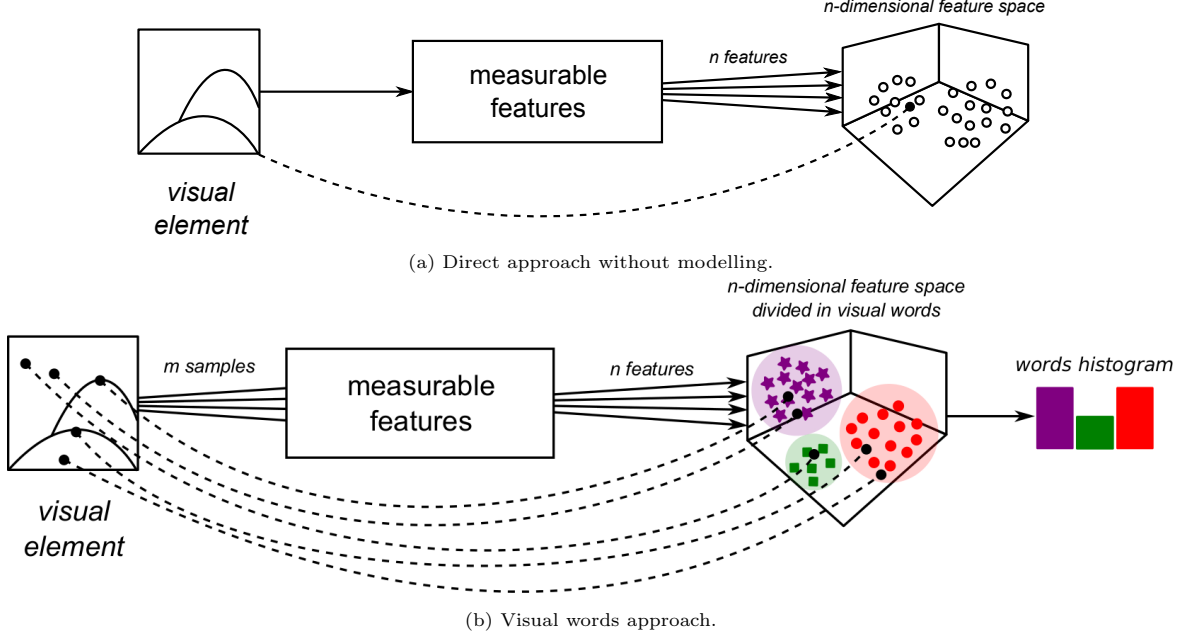 n-dimensional feature space
n features
measurable
features
visual
element
(a) Direct approach without modelling.
n-dimensional feature space
divided in visual words
m samples
measurable
features
n features
words histogram
visual
element
(b) Visual words approach.